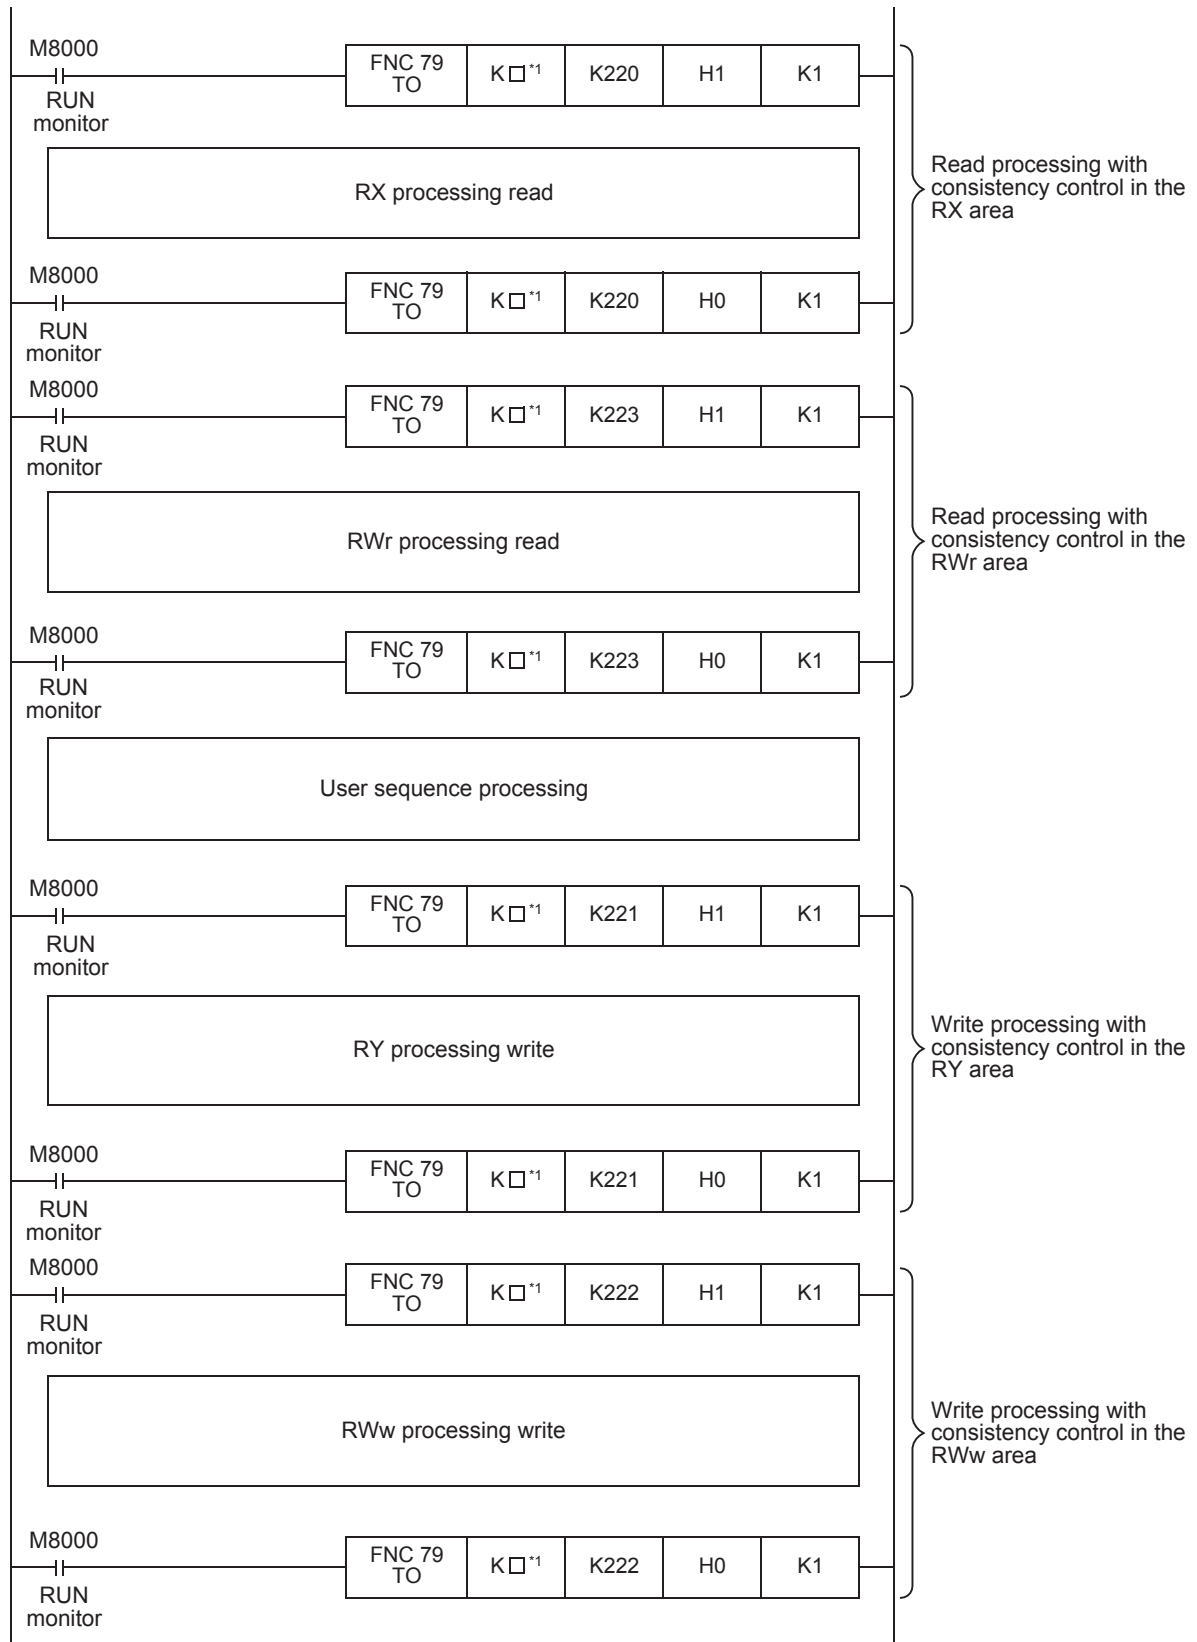 M8000
FNC 79
TO
K□*1 K220 H1 K1
RUN
monitor
RX processing read
Read processing with
consistency control in the
RX area
M8000
FNC 79
TO
K□*1 K220 H0 K1
RUN
monitor
M8000
FNC 79
TO
K□*1 K223 H1 K1
RUN
monitor
RWr processing read
Read processing with
consistency control in the
RWr area
M8000
FNC 79
TO
K□*1 K223 H0 K1
RUN
monitor
User sequence processing
M8000
FNC 79
TO
K□*1 K221 H1 K1
RUN
monitor
RY processing write
Write processing with
consistency control in the
RY area
M8000
FNC 79
TO
K□*1 K221 H0 K1
RUN
monitor
M8000
FNC 79
TO
K□*1 K222 H1 K1
RUN
monitor
RWw processing write
Write processing with
consistency control in the
RWw area
M8000
FNC 79
TO
K□*1 K222 H0 K1
RUN
monitor